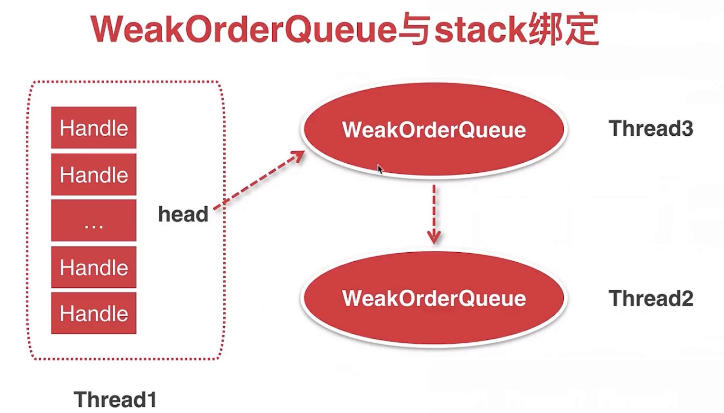 WeakOrderQueue与stack绑定
Handle
Handle
...
Handle
Handle
head
Thread1
WeakOrderQueue
Thread3
WeakOrderQueue
Thread2